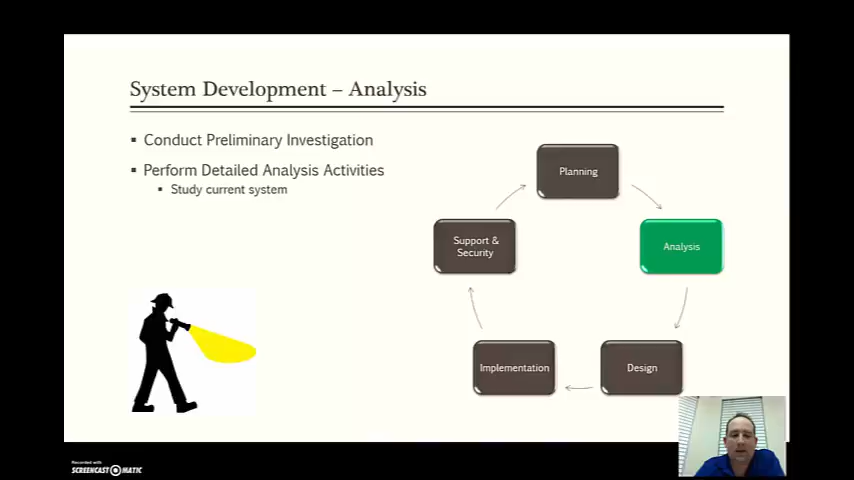 System Development – Analysis
▪ Conduct Preliminary Investigation
▪ Perform Detailed Analysis Activities
▪ Study current system
Planning
Support &
Security
Analysis
Implementation
Design
Recorded with
SCREENCAST-O-MATIC